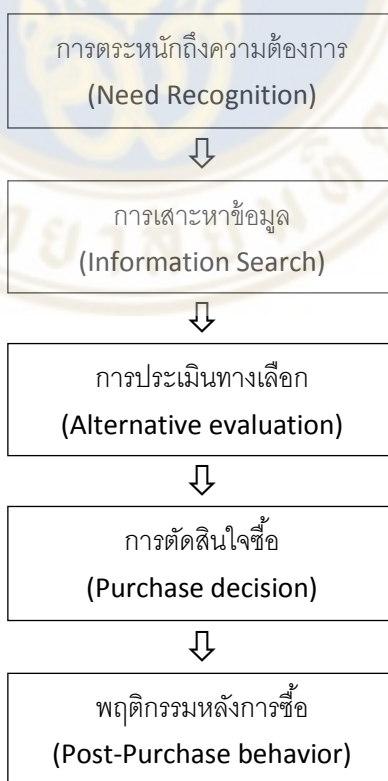 การตระหนักถึงความต้องการ
(Need Recognition)
การเสาะหาข้อมูล
(Information Search)
การประเมินทางเลือก
(Alternative evaluation)
การตัดสินใจซื้อ
(Purchase decision)
พฤติกรรมหลังการซื้อ
(Post-Purchase behavior)